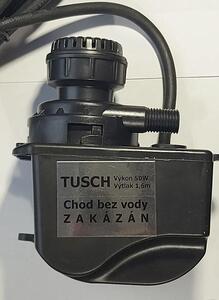 TUSCH Výkon 50W
Výtlak 1,6m
Chod bez vody
ZAKÁZÁN